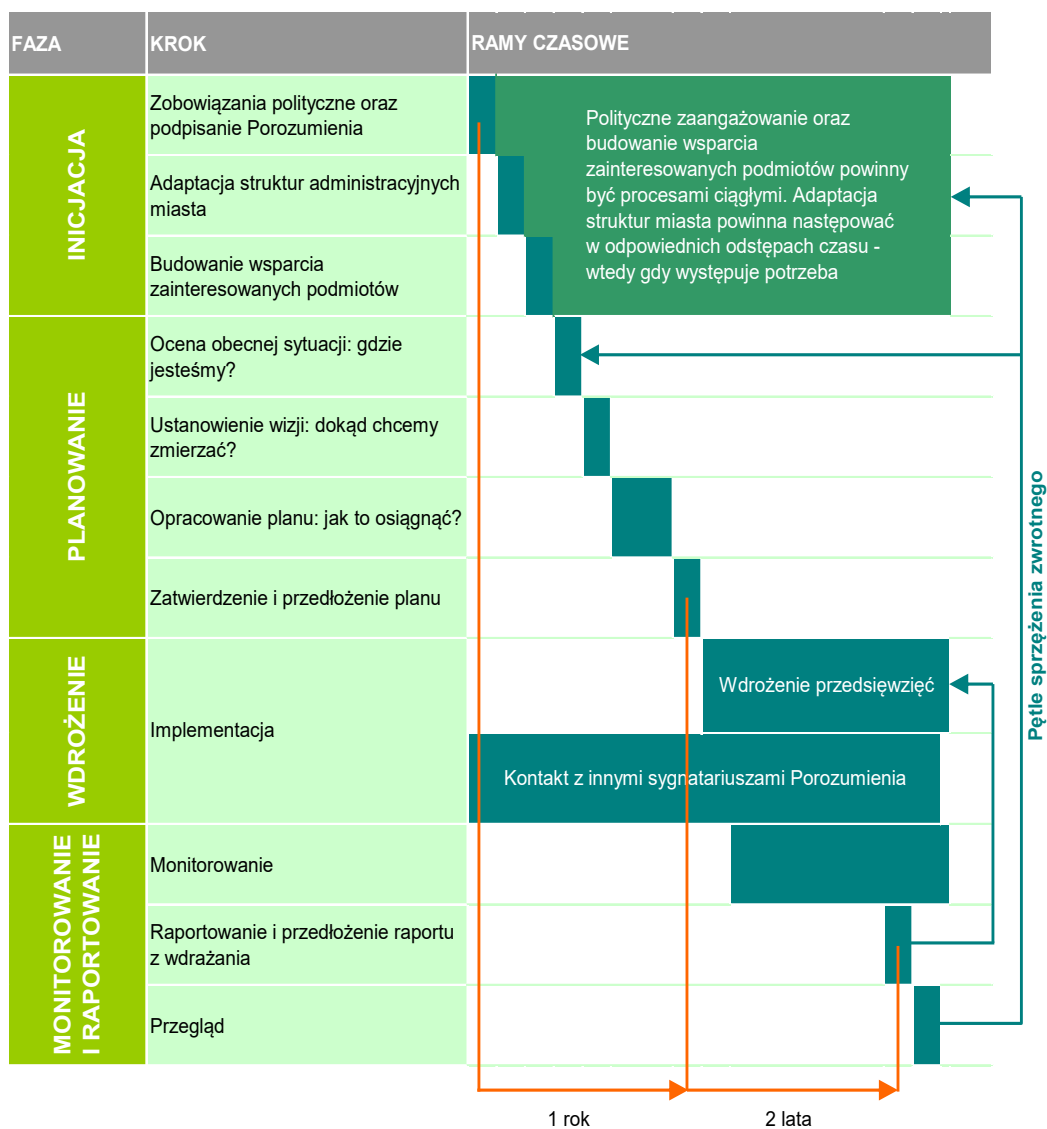 FAZA
KROK
RAMY CZASOWE
INICJACJA
Zobowiązania polityczne oraz
podpisanie Porozumienia
Adaptacja struktur administracyjnych
miasta
Budowanie wsparcia
zainteresowanych podmiotów
Polityczne zaangażowanie oraz
budowanie wsparcia
zainteresowanych podmiotów powinny
być procesami ciągłymi. Adaptacja
struktur miasta powinna następować
w odpowiednich odstępach czasu -
wtedy gdy występuje potrzeba
PLANOWANIE
Ocena obecnej sytuacji: gdzie
jesteśmy?
Ustanowienie wizji: dokąd chcemy
zmierzać?
Opracowanie planu: jak to osiągnąć?
Zatwierdzenie i przedłożenie planu
WDROŻENIE
Implementacja
Wdrożenie przedsięwzięć
Kontakt z innymi sygnatariuszami Porozumienia
MONITOROWANIE
I RAPORTOWANIE
Monitorowanie
Raportowanie i przedłożenie raportu
z wdrażania
Przegląd
Pętle sprzężenia zwrotnego
1 rok
2 lata